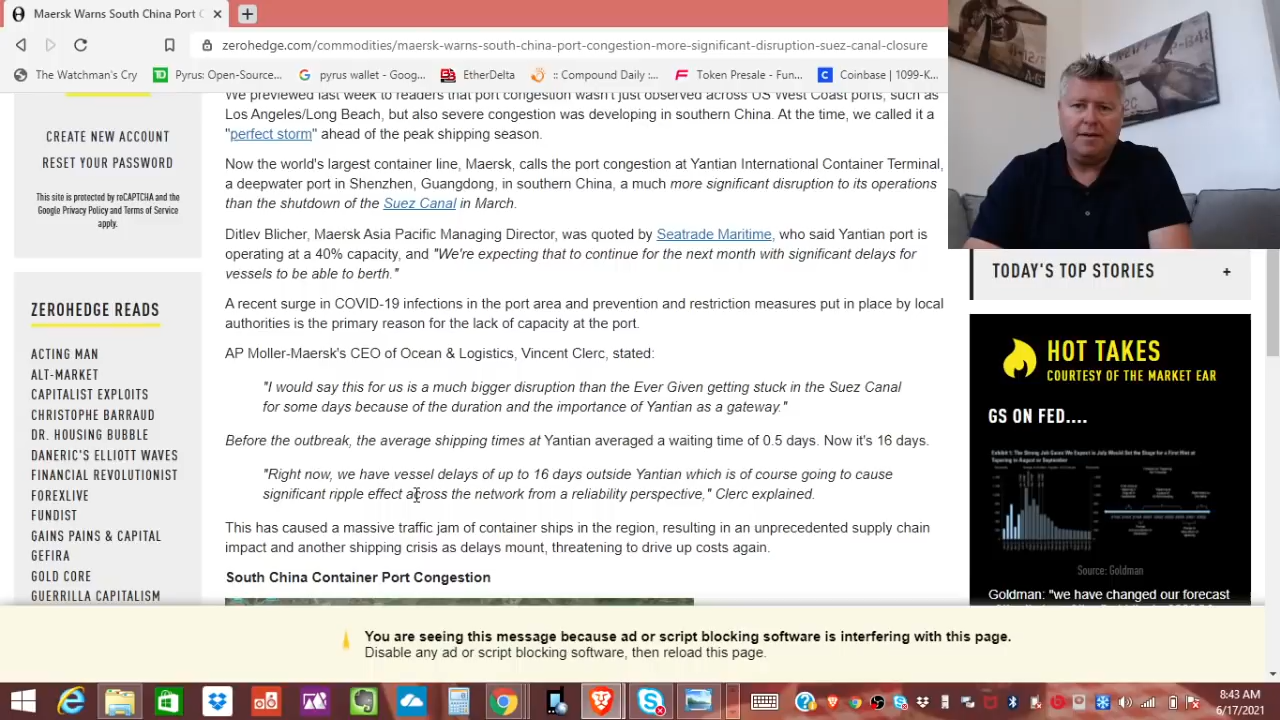 Maersk Warns South China Port C
zerohedge.com/commodities/maersk-warns-south-china-port-congestion-more-significant-disruption-suez-canal-closure
The Watchman's Cry
Pyrus: Open-Source...
pyrus wallet - Goog...
EtherDelta
:: Compound Daily :...
Token Presale - Fun...
Coinbase | 1099-K...
CREATE NEW ACCOUNT
RESET YOUR PASSWORD
This site is protected by reCAPTCHA and the
Google Privacy Policy and Terms of Service
apply.
ZEROHEDGE READS
ACTING MAN
ALT-MARKET
CAPITALIST EXPLOITS
CHRISTOPHE BARRAUD
DR. HOUSING BUBBLE
DANERIC'S ELLIOTT WAVES
FINANCIAL REVOLUTIONIST
FOREXLIVE
FUNDIST
GAINS PAINS & CAPITAL
GEFIRA
GOLD CORE
GUERRILLA CAPITALISM
We previewed last week to readers that port congestion wasn't just observed across US West Coast ports, such as
Los Angeles/Long Beach, but also severe congestion was developing in southern China. At the time, we called it a
"perfect storm" ahead of the peak shipping season.
Now the world's largest container line, Maersk, calls the port congestion at Yantian International Container Terminal,
a deepwater port in Shenzhen, Guangdong, in southern China, a much more significant disruption to its operations
than the shutdown of the Suez Canal in March.
Ditlev Blicher, Maersk Asia Pacific Managing Director, was quoted by Seatrade Maritime, who said Yantian port is
operating at a 40% capacity, and "We're expecting that to continue for the next month with significant delays for
vessels to be able to berth."
A recent surge in COVID-19 infections in the port area and prevention and restriction measures put in place by local
authorities is the primary reason for the lack of capacity at the port.
AP Moller-Maersk's CEO of Ocean & Logistics, Vincent Clerc, stated:
"I would say this for us is a much bigger disruption than the Ever Given getting stuck in the Suez Canal
for some days because of the duration and the importance of Yantian as a gateway."
Before the outbreak, the average shipping times at Yantian averaged a waiting time of 0.5 days. Now it's 16 days.
"Right now, we have vessel delays of up to 16 days outside Yantian which is of course going to cause
significant ripple effect across our network from a reliability perspective," Clerc explained.
This has caused a massive traffic jam of container ships in the region, resulting in an unprecedented supply chain
impact and another shipping crisis as delays mount, threatening to drive up costs again.
South China Container Port Congestion
TODAY'S TOP STORIES
+
HOT TAKES
COURTESY OF THE MARKET EAR
GS ON FED....
Source: Goldman
Goldman: "we have changed our forecast
You are seeing this message because ad or script blocking software is interfering with this page.
Disable any ad or script blocking software, then reload this page.
8:43 AM
6/17/2021